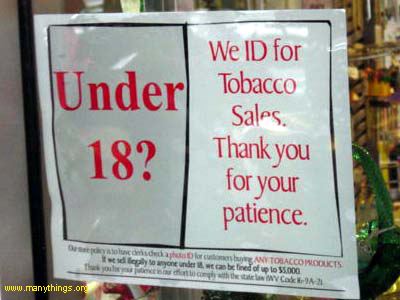 Under
18?
We ID for
Tobacco
Sales.
Thank you
for your
patience.
Our store policy is to have clerks check a photo ID for customers buying ANY TOBACCO PRODUCTS.
If we sell illegally to anyone under 18, we can be fined of up to $5,000.
Thank you for your patience in our effort to comply with the state law (WV Code 16-9A-2).
www.manythings.org